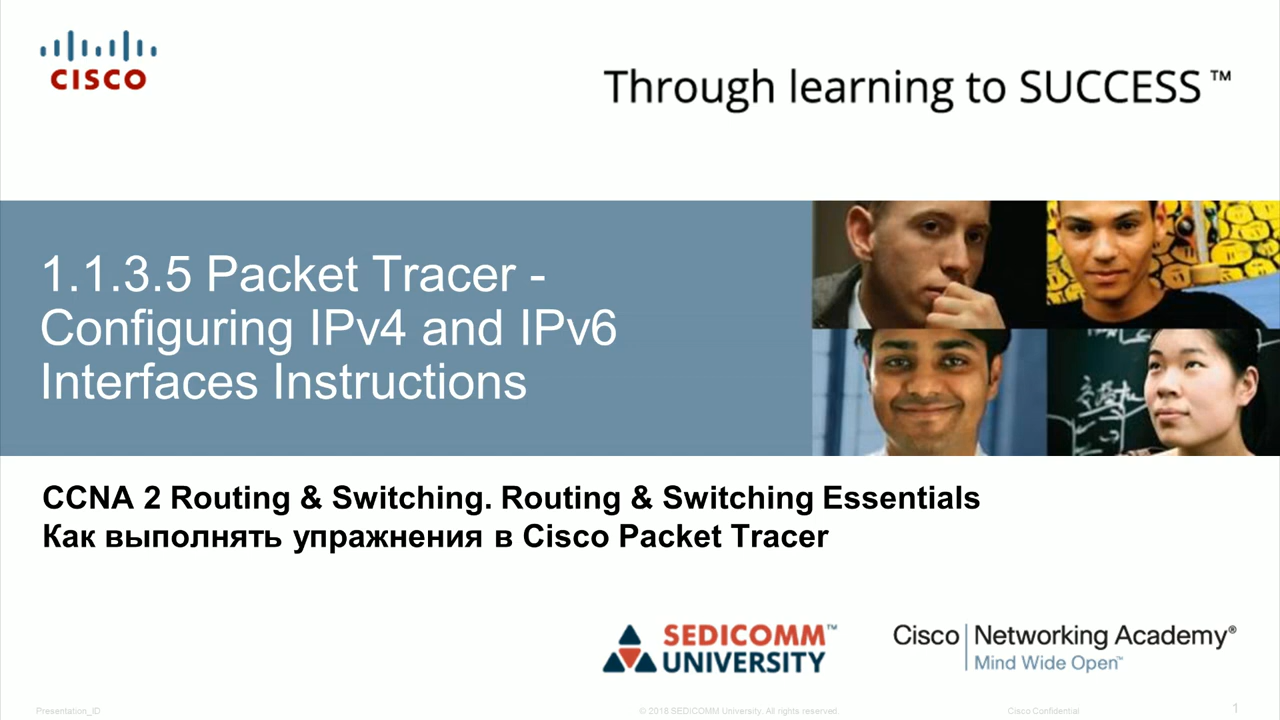 CISCO
Through learning to SUCCESS™
1.1.3.5 Packet Tracer -
Configuring IPv4 and IPv6
Interfaces Instructions
CCNA 2 Routing & Switching. Routing & Switching Essentials
Как выполнять упражнения в Cisco Packet Tracer
SEDICOMM™
UNIVERSITY
Cisco Networking Academy®
Mind Wide Open™
Presentation_ID
© 2018 SEDICOMM University. All rights reserved.
Cisco Confidential
1